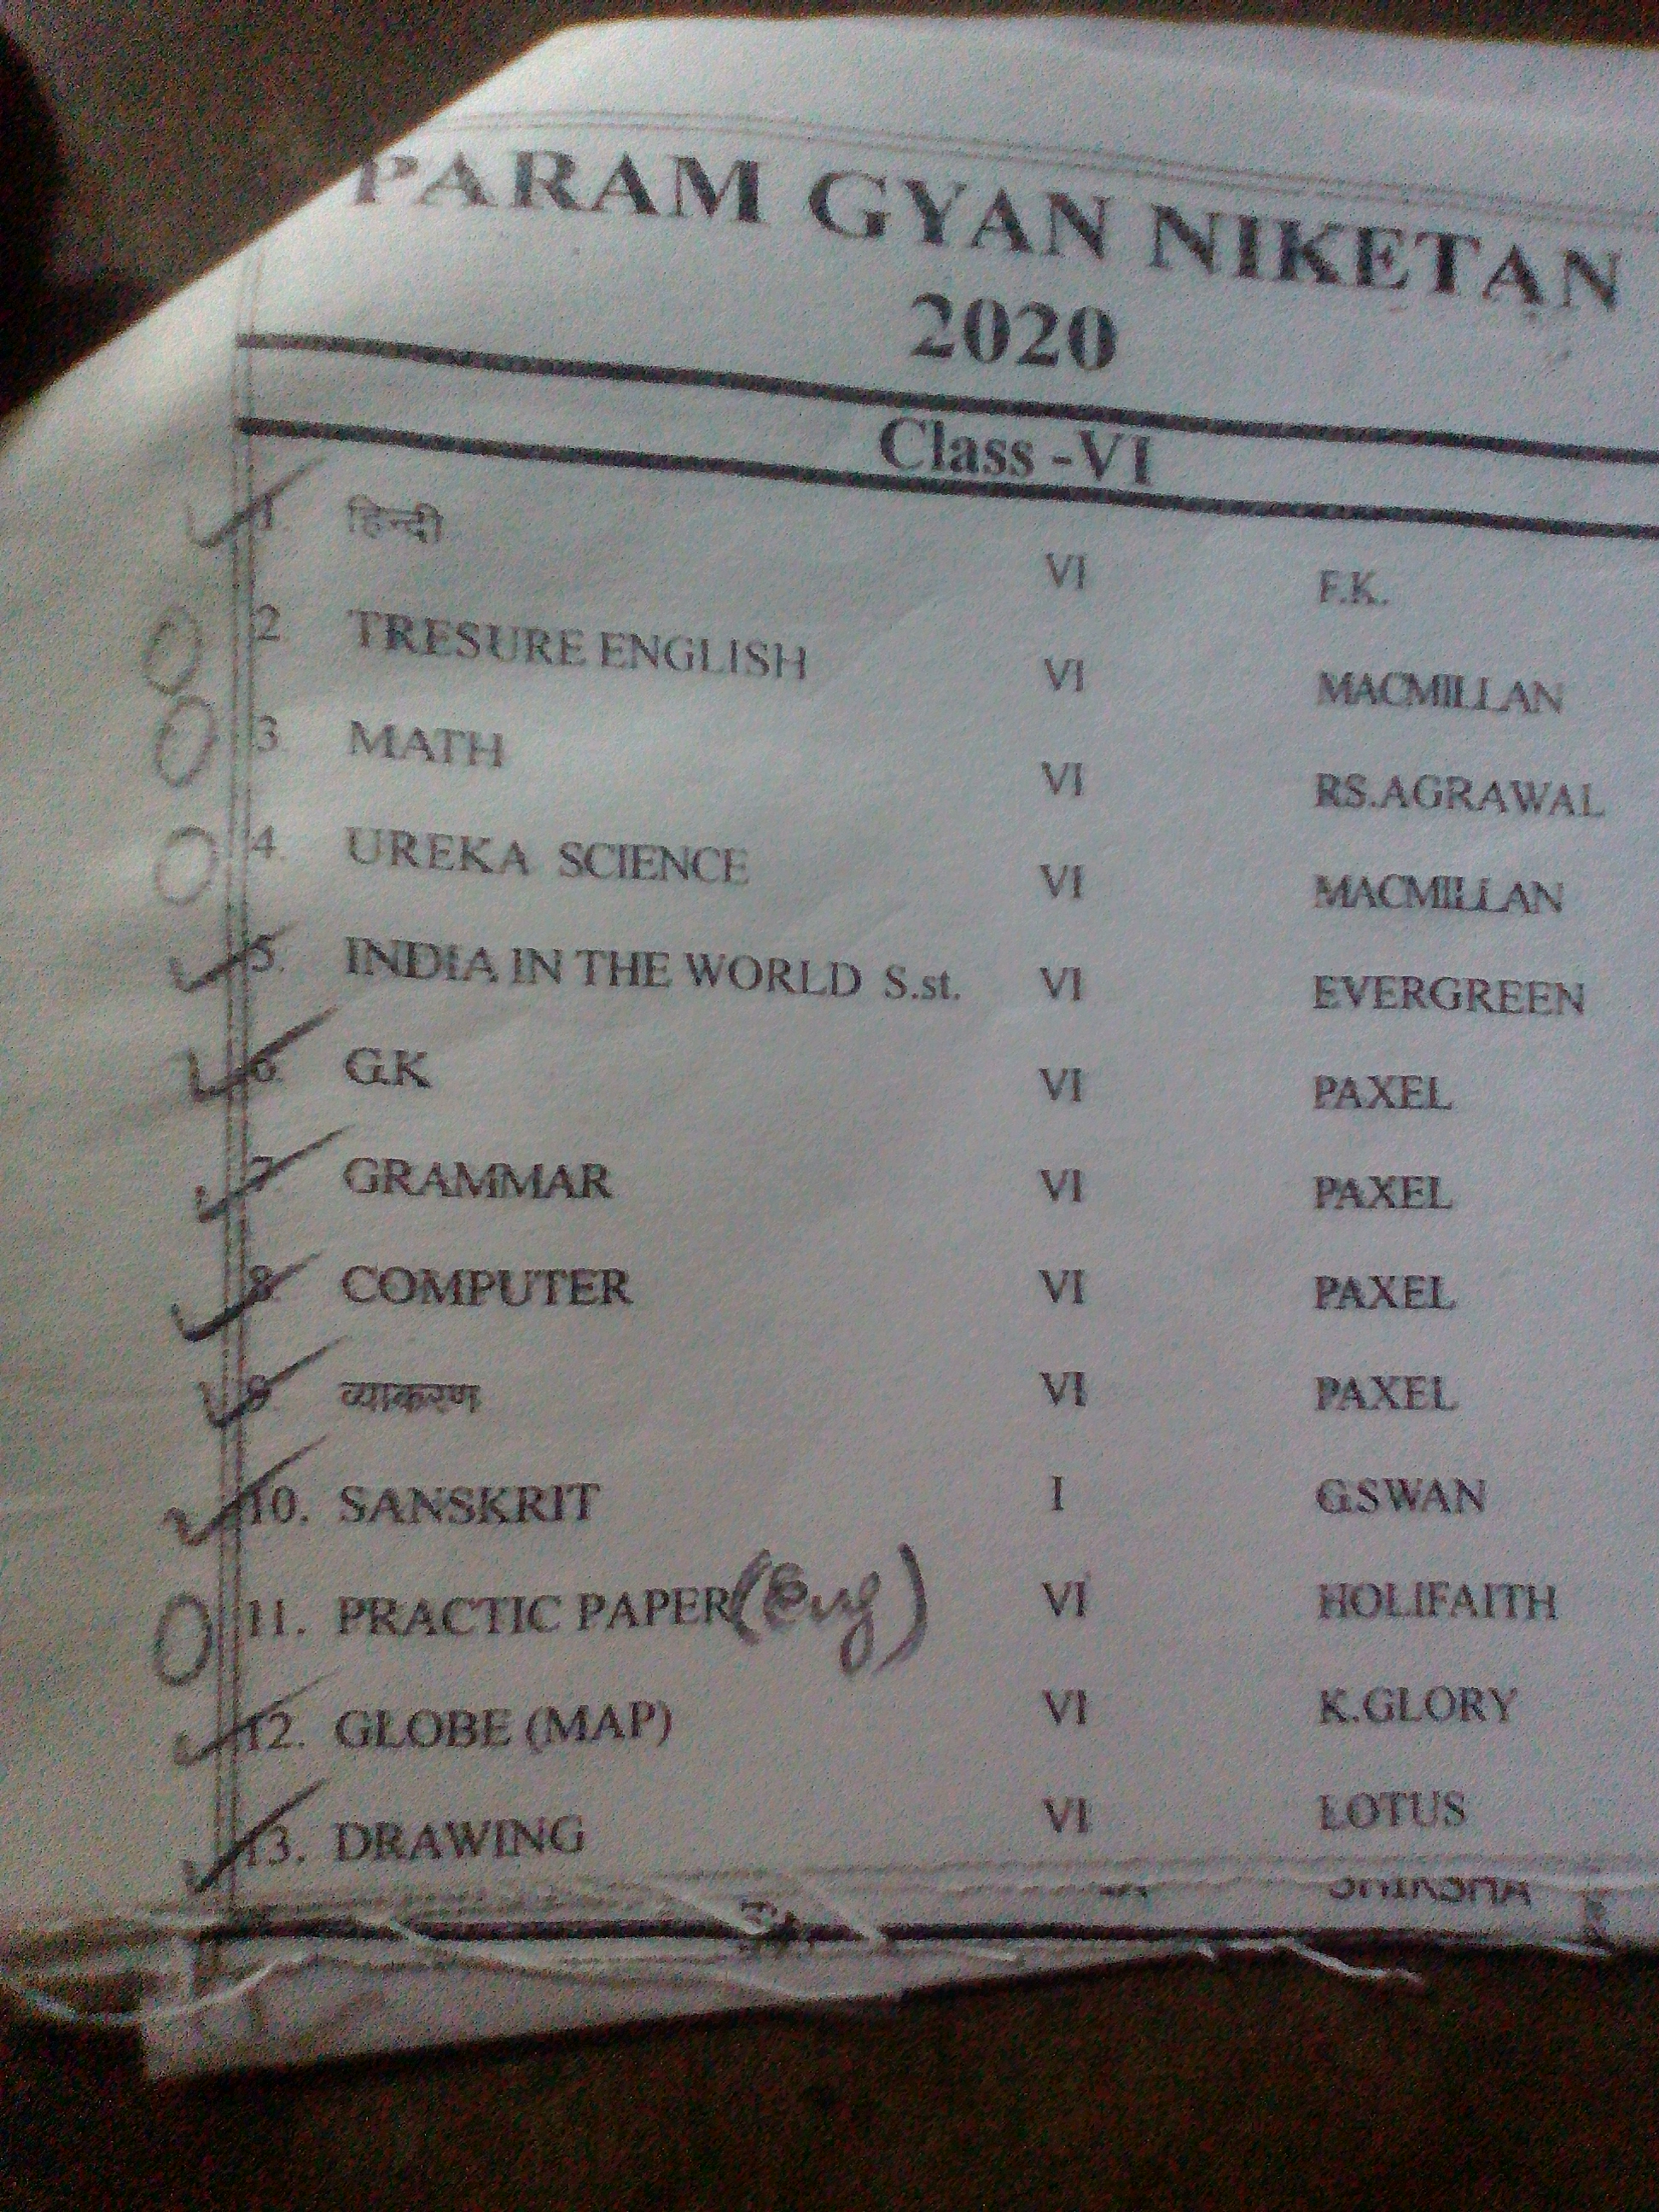 PARAM GYAN NIKETAN
2020
Class -VI
1. हिन्दी VI F.K.
2 TRESURE ENGLISH VI MACMILLAN
3. MATH VI RS.AGRAWAL
4. UREKA SCIENCE VI MACMILLAN
5. INDIA IN THE WORLD S.st. VI EVERGREEN
6. G.K VI PAXEL
7. GRAMMAR VI PAXEL
8. COMPUTER VI PAXEL
9. व्याकरण VI PAXEL
10. SANSKRIT I G.SWAN
11. PRACTIC PAPER (Eng) VI HOLIFAITH
12. GLOBE (MAP) VI K.GLORY
13. DRAWING VI LOTUS
SHIKSHA